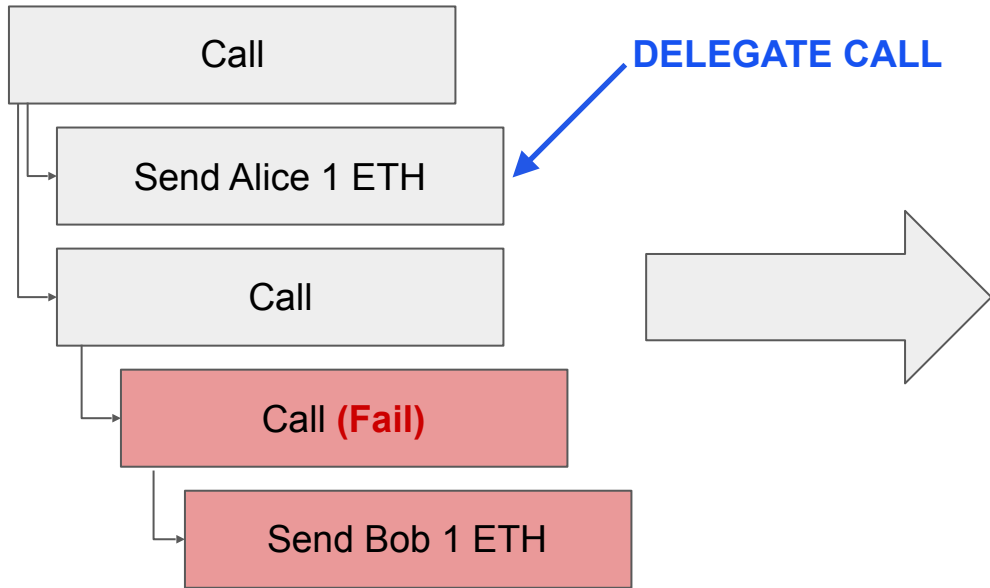 Call
DELEGATE CALL
Send Alice 1 ETH
Call
Call (Fail)
Send Bob 1 ETH